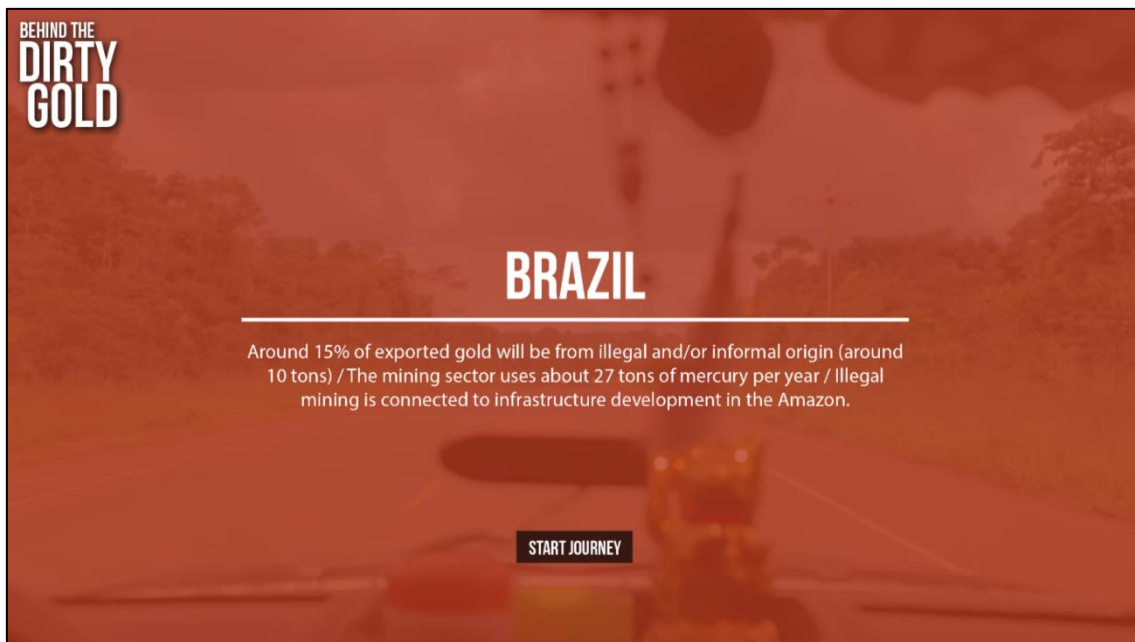 BEHIND THE
DIRTY
GOLD
BRAZIL
Around 15% of exported gold will be from illegal and/or informal origin (around
10 tons) / The mining sector uses about 27 tons of mercury per year / Illegal
mining is connected to infrastructure development in the Amazon.
START JOURNEY